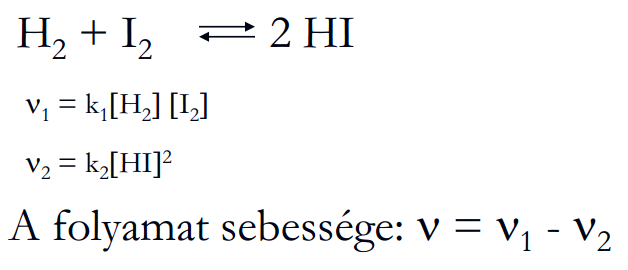 H₂ + I₂ ⇌ 2 HI
ν₁ = k₁[H₂] [I₂]
ν₂ = k₂[HI]²
A folyamat sebessége: ν = ν₁ - ν₂